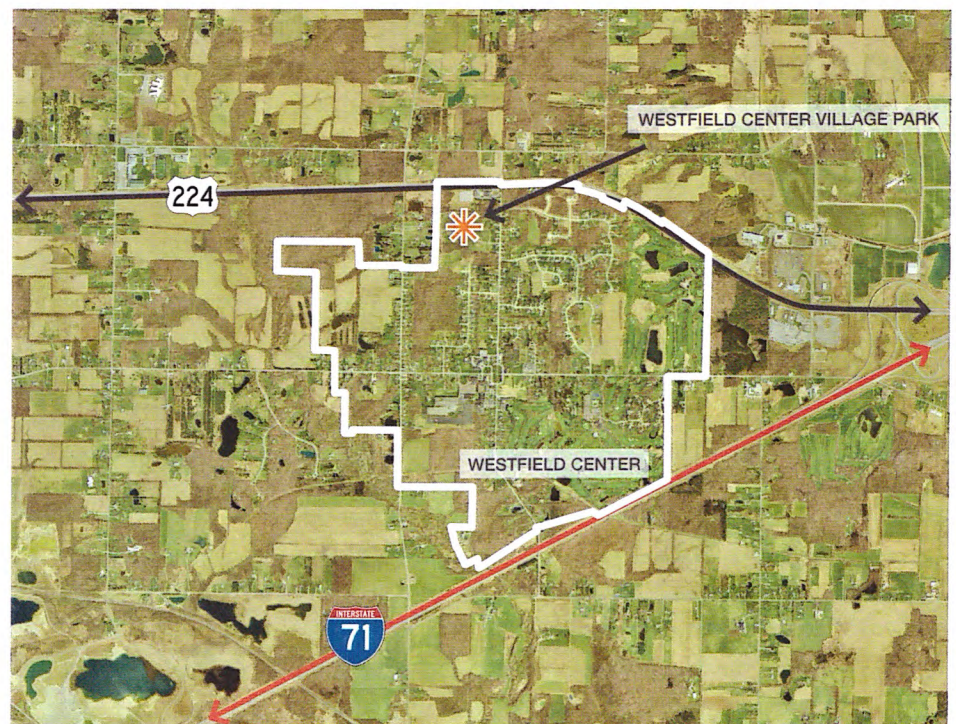 WESTFIELD CENTER VILLAGE PARK
224
WESTFIELD CENTER
INTERSTATE
71